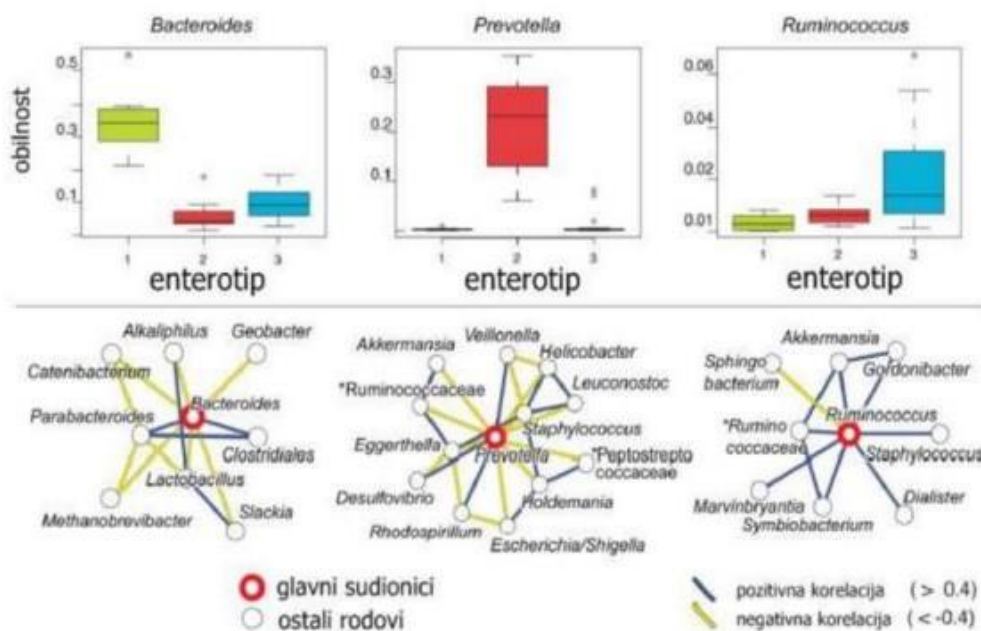 Bacteroides
Prevotella
Ruminococcus
obilnost
0.5
0.3
0.1
1 2 3
enterotip
0.3
0.2
0.1
1 2 3
enterotip
0.06
0.04
0.02
0.01
1 2 3
enterotip
Alkaliphilus
Geobacter
Catenibacterium
Bacteroides
Parabacteroides
Clostridiales
Lactobacillus
Methanobrevibacter
Slackia
Veillonella
Akkermansia
Helicobacter
*Ruminococcaceae
Leuconostoc
Staphylococcus
Eggerthella
Prevotella
*Peptostrepto
coccaceae
Desulfovibrio
Holdemania
Rhodospirillum
Escherichia/Shigella
Akkermansia
Sphingo
bacterium
Gordonibacter
Ruminococcus
*Rumino
coccaceae
Staphylococcus
Marvinbryantia
Dialister
Symbiobacterium
glavni sudionici
ostali rodovi
pozitivna korelacija (> 0.4)
negativna korelacija (<-0.4)